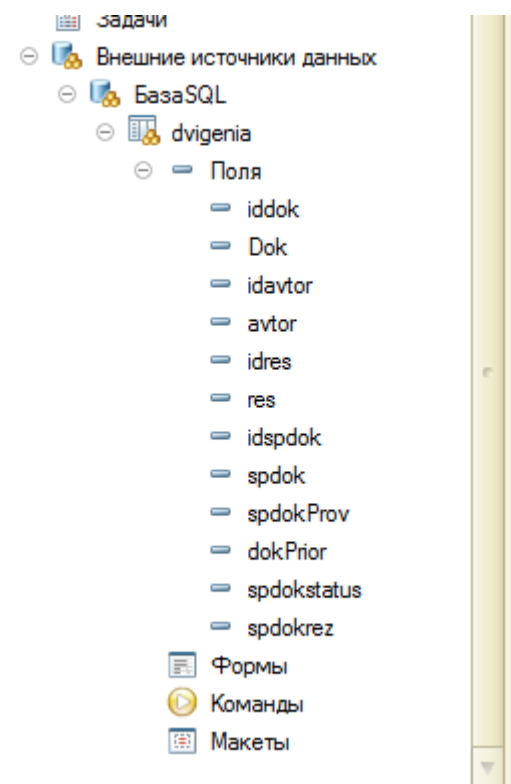 Задачи
Внешние источники данных
БазаSQL
dvigenia
Поля
iddok
Dok
idavtor
avtor
idres
res
idspdok
spdok
spdokProv
dokPrior
spdokstatus
spdokrez
Формы
Команды
Макеты